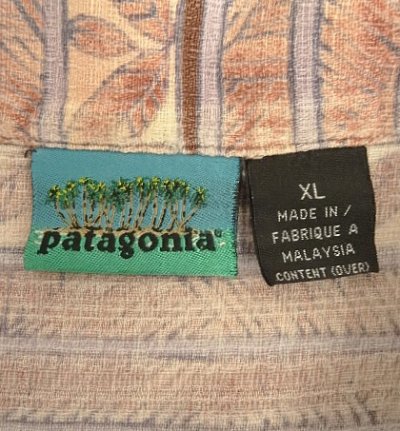 patagonia®
XL
MADE IN /
FABRIQUE A
MALAYSIA
CONTENT (OVER)